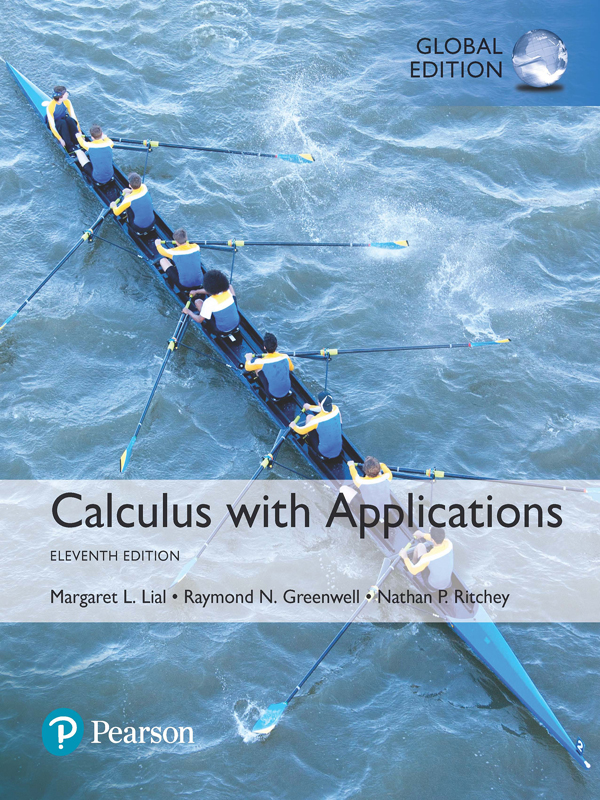 GLOBAL
EDITION
Calculus with Applications
ELEVENTH EDITION
Margaret L. Lial • Raymond N. Greenwell • Nathan P. Ritchey
P Pearson